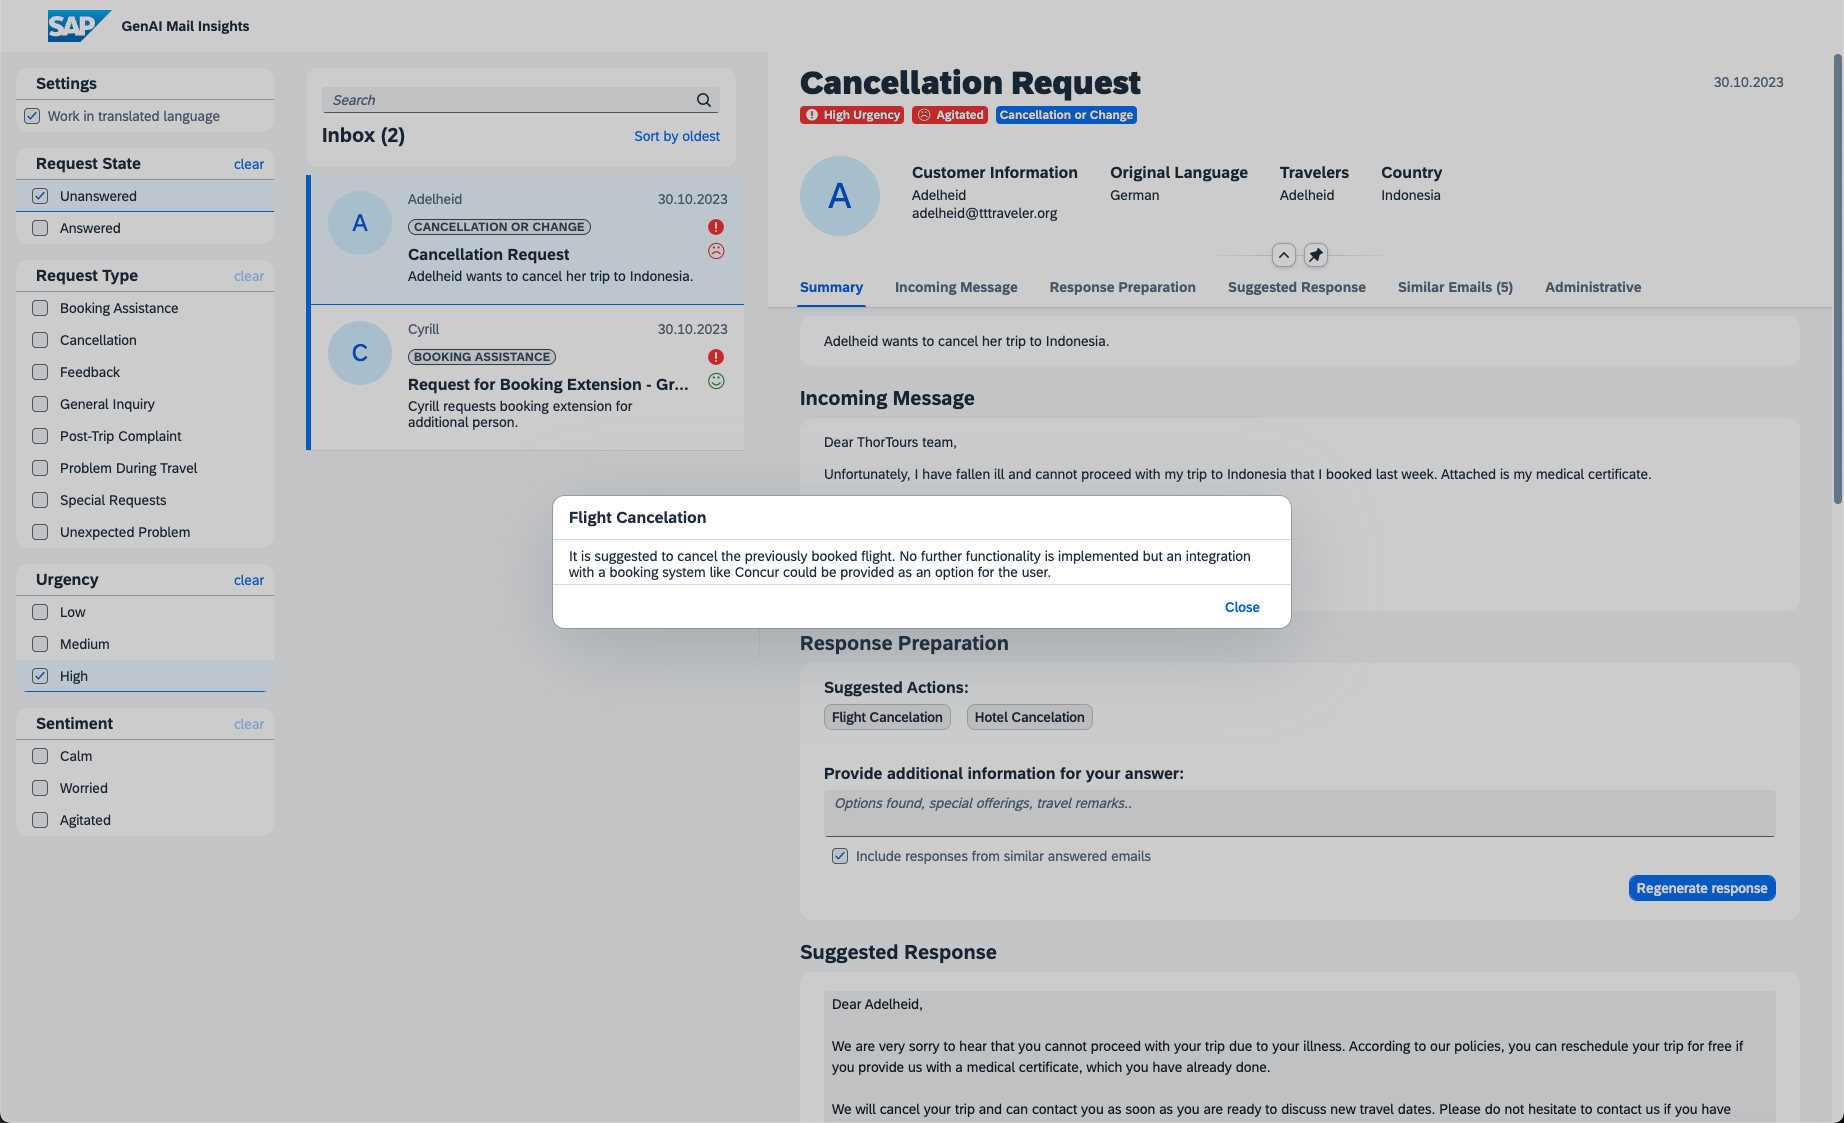 SAP
GenAI Mail Insights
Settings
Work in translated language
Request State
clear
Unanswered
Answered
Request Type
clear
Booking Assistance
Cancellation
Feedback
General Inquiry
Post-Trip Complaint
Problem During Travel
Special Requests
Unexpected Problem
Urgency
clear
Low
Medium
High
Sentiment
clear
Calm
Worried
Agitated
Search
Inbox (2)
Sort by oldest
A
Adelheid
30.10.2023
CANCELLATION OR CHANGE
Cancellation Request
Adelheid wants to cancel her trip to Indonesia.
C
Cyrill
30.10.2023
BOOKING ASSISTANCE
Request for Booking Extension - Gr...
Cyrill requests booking extension for
additional person.
Cancellation Request
30.10.2023
High Urgency
Agitated
Cancellation or Change
A
Customer Information
Adelheid
adelheid@tttraveler.org
Original Language
German
Travelers
Adelheid
Country
Indonesia
Summary
Incoming Message
Response Preparation
Suggested Response
Similar Emails (5)
Administrative
Adelheid wants to cancel her trip to Indonesia.
Incoming Message
Dear ThorTours team,
Unfortunately, I have fallen ill and cannot proceed with my trip to Indonesia that I booked last week. Attached is my medical certificate.
Flight Cancelation
It is suggested to cancel the previously booked flight. No further functionality is implemented but an integration
with a booking system like Concur could be provided as an option for the user.
Close
Response Preparation
Suggested Actions:
Flight Cancelation
Hotel Cancelation
Provide additional information for your answer:
Options found, special offerings, travel remarks..
Include responses from similar answered emails
Regenerate response
Suggested Response
Dear Adelheid,
We are very sorry to hear that you cannot proceed with your trip due to your illness. According to our policies, you can reschedule your trip for free if
you provide us with a medical certificate, which you have already done.
We will cancel your trip and can contact you as soon as you are ready to discuss new travel dates. Please do not hesitate to contact us if you have